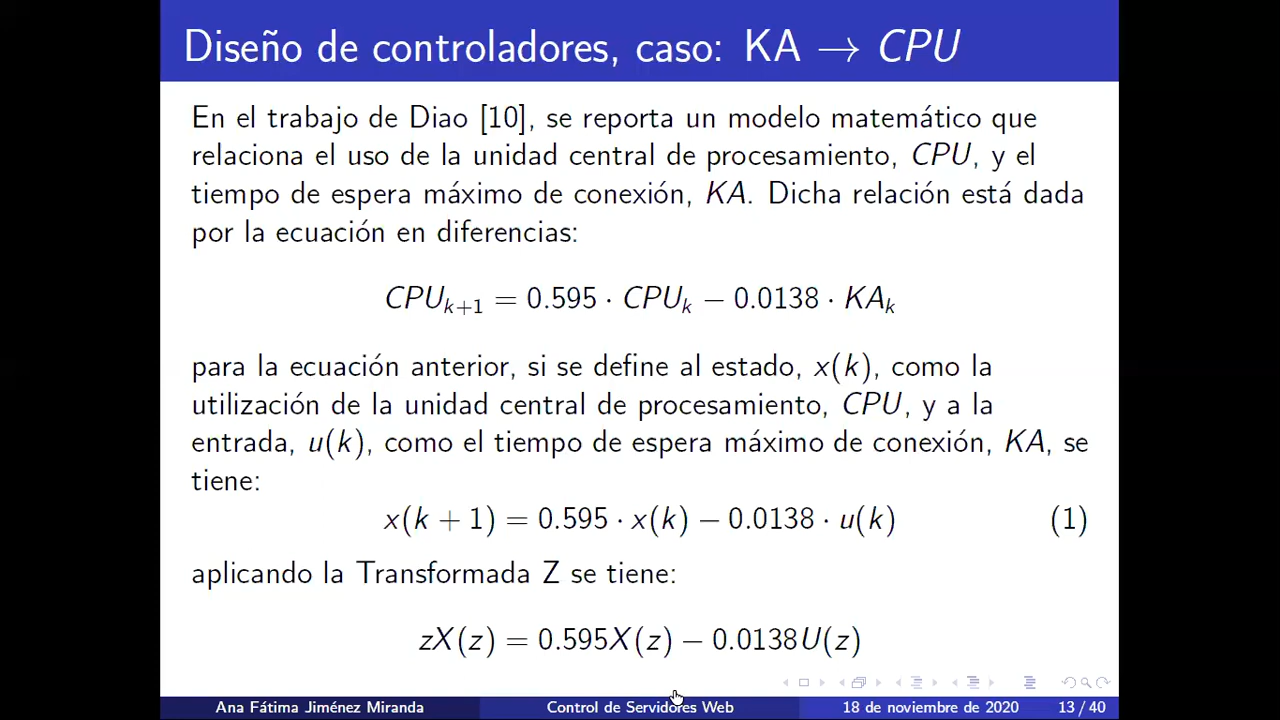 Diseño de controladores, caso: KA → CPU
En el trabajo de Diao [10], se reporta un modelo matemático que
relaciona el uso de la unidad central de procesamiento, CPU, y el
tiempo de espera máximo de conexión, KA. Dicha relación está dada
por la ecuación en diferencias:
CPUₖ₊₁ = 0.595 · CPUₖ − 0.0138 · KAₖ
para la ecuación anterior, si se define al estado, x(k), como la
utilización de la unidad central de procesamiento, CPU, y a la
entrada, u(k), como el tiempo de espera máximo de conexión, KA, se
tiene:
x(k + 1) = 0.595 · x(k) − 0.0138 · u(k) (1)
aplicando la Transformada Z se tiene:
zX(z) = 0.595X(z) − 0.0138U(z)
Ana Fátima Jiménez Miranda Control de Servidores Web 18 de noviembre de 2020 13 / 40